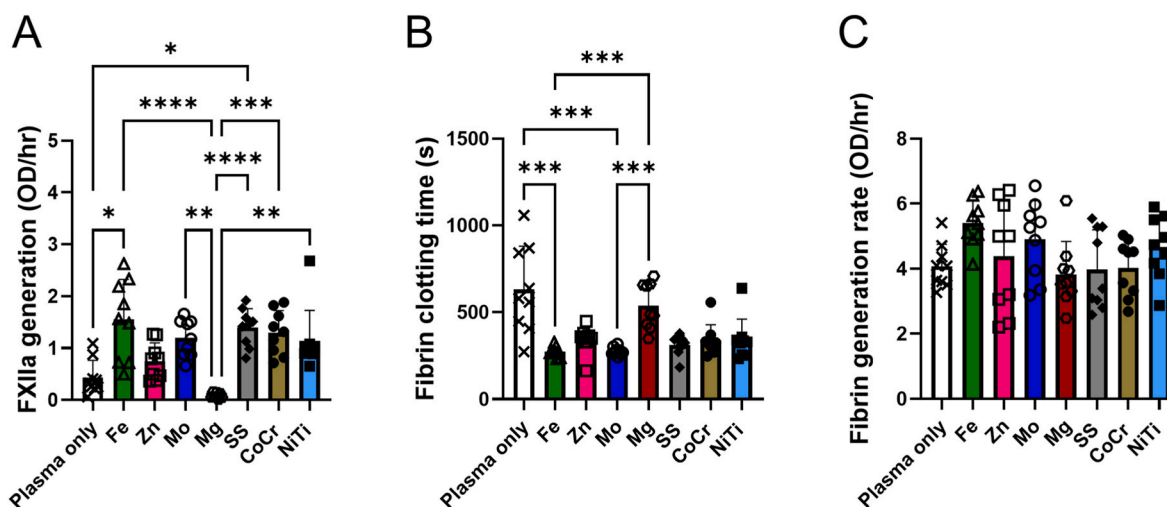 A
*
****
***
****
*
**
**
FXIIa generation (OD/hr)
5
4
3
2
1
0
Plasma only
Fe
Zn
Mo
Mg
SS
CoCr
NiTi
B
***
***
***
***
Fibrin clotting time (s)
1500
1000
500
0
Plasma only
Fe
Zn
Mo
Mg
SS
CoCr
NiTi
C
Fibrin generation rate (OD/hr)
8
6
4
2
0
Plasma only
Fe
Zn
Mo
Mg
SS
CoCr
NiTi